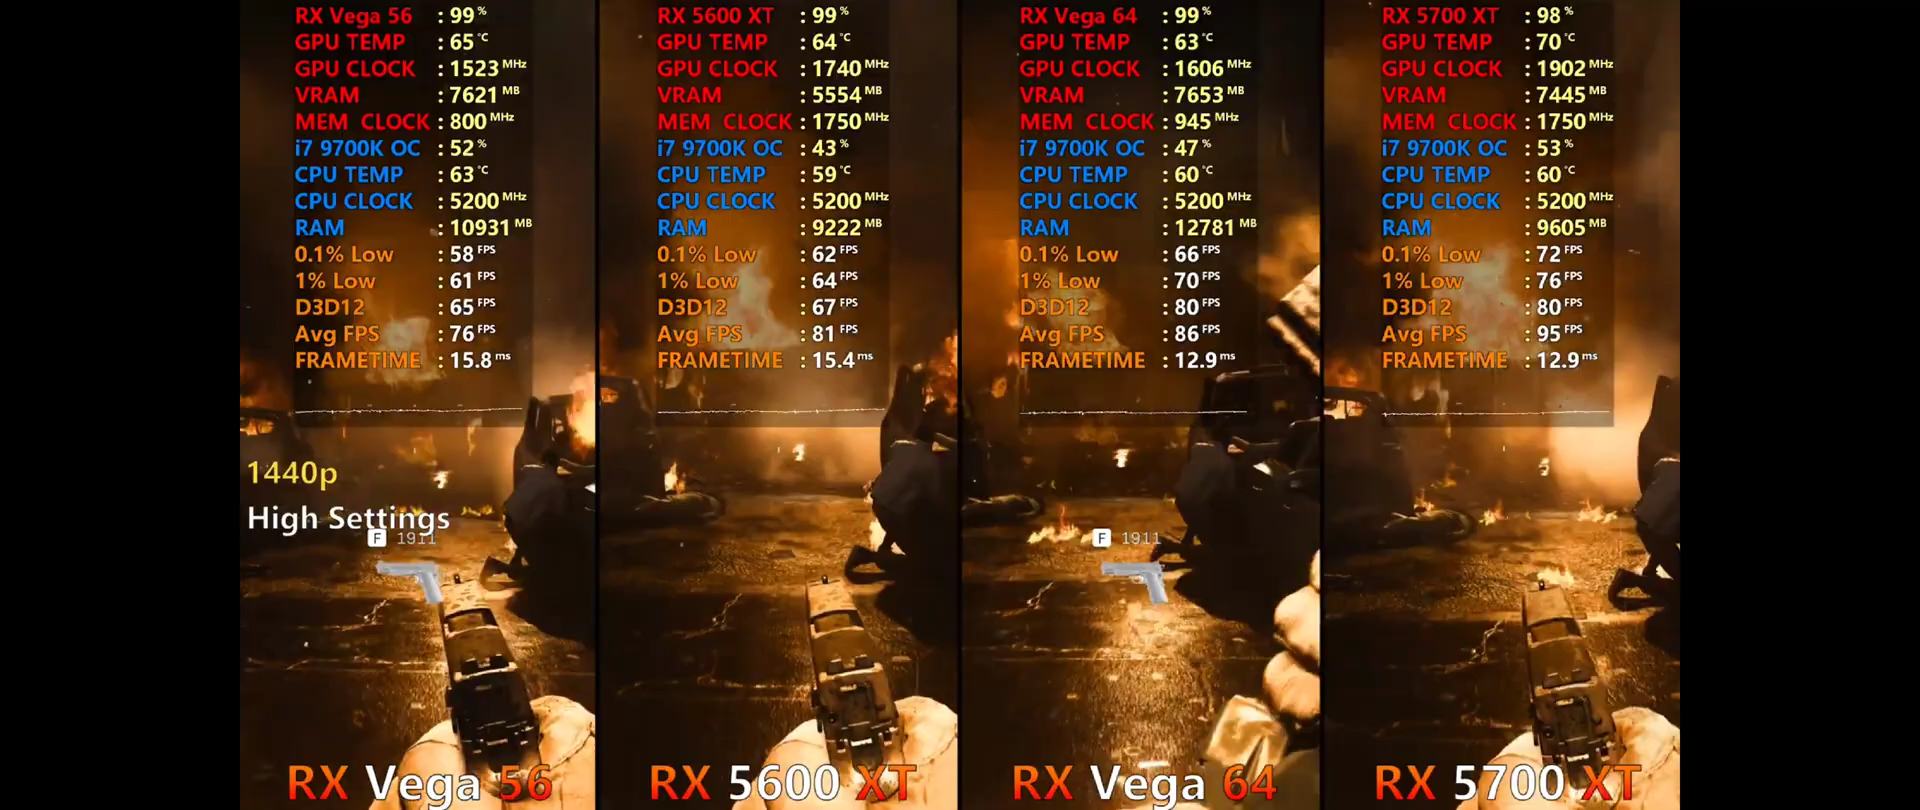 RX Vega 56 : 99 %
GPU TEMP : 65 °C
GPU CLOCK : 1523 MHz
VRAM : 7621 MB
MEM CLOCK : 800 MHz
i7 9700K OC : 52 %
CPU TEMP : 63 °C
CPU CLOCK : 5200 MHz
RAM : 10931 MB
0.1% Low : 58 FPS
1% Low : 61 FPS
D3D12 : 65 FPS
Avg FPS : 76 FPS
FRAMETIME : 15.8 ms
1440p
High Settings
F 1911
RX Vega 56
RX 5600 XT : 99 %
GPU TEMP : 64 °C
GPU CLOCK : 1740 MHz
VRAM : 5554 MB
MEM CLOCK : 1750 MHz
i7 9700K OC : 43 %
CPU TEMP : 59 °C
CPU CLOCK : 5200 MHz
RAM : 9222 MB
0.1% Low : 62 FPS
1% Low : 64 FPS
D3D12 : 67 FPS
Avg FPS : 81 FPS
FRAMETIME : 15.4 ms
RX 5600 XT
RX Vega 64 : 99 %
GPU TEMP : 63 °C
GPU CLOCK : 1606 MHz
VRAM : 7653 MB
MEM CLOCK : 945 MHz
i7 9700K OC : 47 %
CPU TEMP : 60 °C
CPU CLOCK : 5200 MHz
RAM : 12781 MB
0.1% Low : 66 FPS
1% Low : 70 FPS
D3D12 : 80 FPS
Avg FPS : 86 FPS
FRAMETIME : 12.9 ms
F 1911
RX Vega 64
RX 5700 XT : 98 %
GPU TEMP : 70 °C
GPU CLOCK : 1902 MHz
VRAM : 7445 MB
MEM CLOCK : 1750 MHz
i7 9700K OC : 53 %
CPU TEMP : 60 °C
CPU CLOCK : 5200 MHz
RAM : 9605 MB
0.1% Low : 72 FPS
1% Low : 76 FPS
D3D12 : 80 FPS
Avg FPS : 95 FPS
FRAMETIME : 12.9 ms
RX 5700 XT